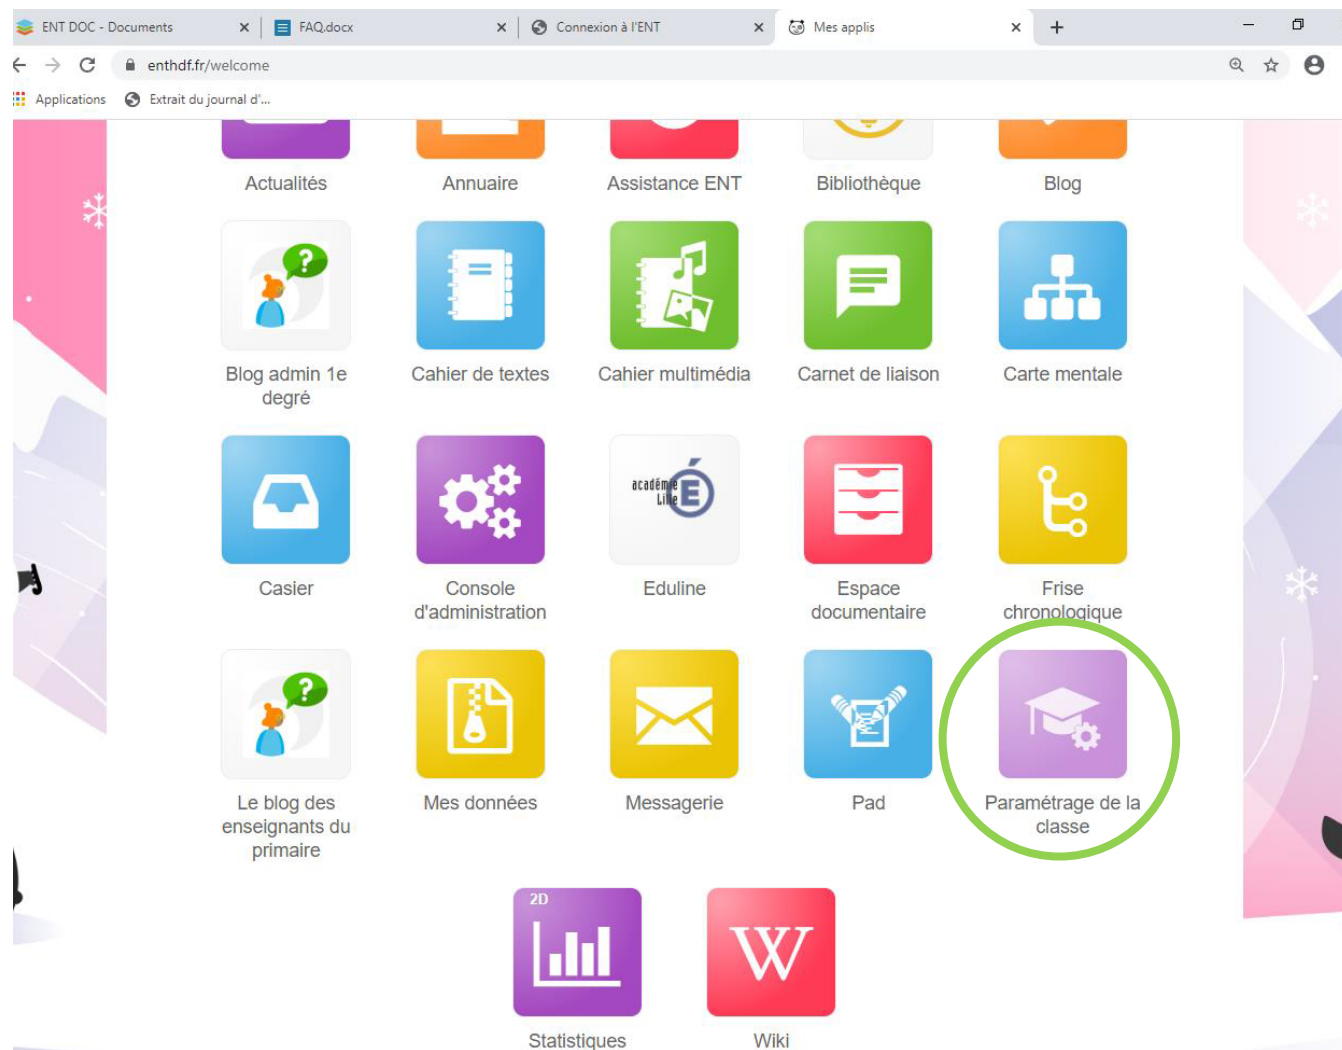 ENT DOC - Documents
FAQ.docx
Connexion à l'ENT
Mes applis
enthdf.fr/welcome
Applications
Extrait du journal d'...
Actualités
Annuaire
Assistance ENT
Bibliothèque
Blog
Blog admin 1e
degré
Cahier de textes
Cahier multimédia
Carnet de liaison
Carte mentale
académie
Lille
É
Casier
Console
d'administration
Eduline
Espace
documentaire
Frise
chronologique
Le blog des
enseignants du
primaire
Mes données
Messagerie
Pad
Paramétrage de la
classe
2D
W
Statistiques
Wiki